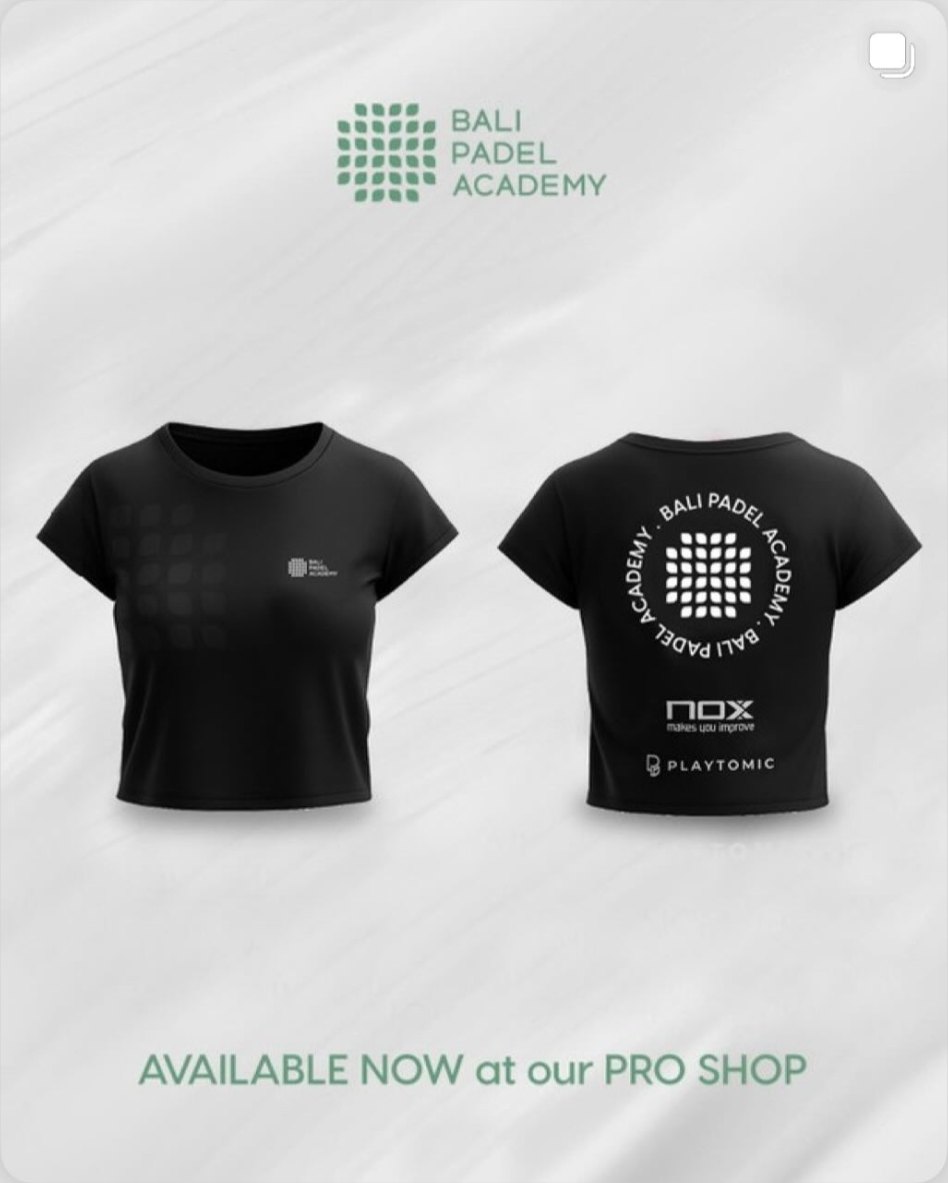 BALI
PADEL
ACADEMY
BALI
PADEL
ACADEMY
BALI PADEL ACADEMY . BALI PADEL ACADEMY .
nox
makes you improve
PLAYTOMIC
AVAILABLE NOW at our PRO SHOP